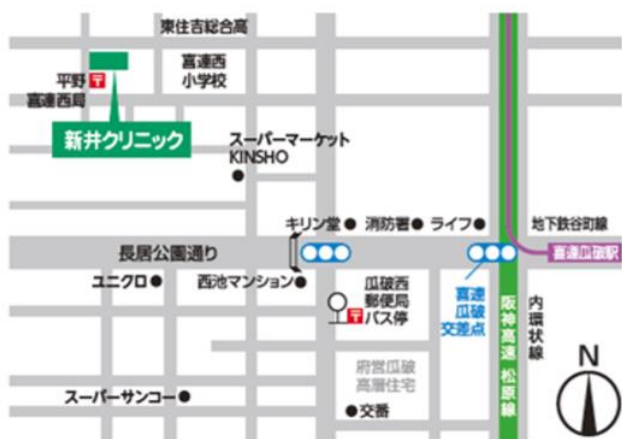 東住吉総合高
喜連西
小学校
平野
喜連西局
新井クリニック
スーパーマーケット
KINSHO
キリン堂
消防署
ライフ
地下鉄谷町線
長居公園通り
喜連瓜破駅
ユニクロ
西池マンション
瓜破西
郵便局
バス停
喜連
瓜破
交差点
阪神高速 松原線
内環状線
府営瓜破
高層住宅
N
スーパーサンコー
交番